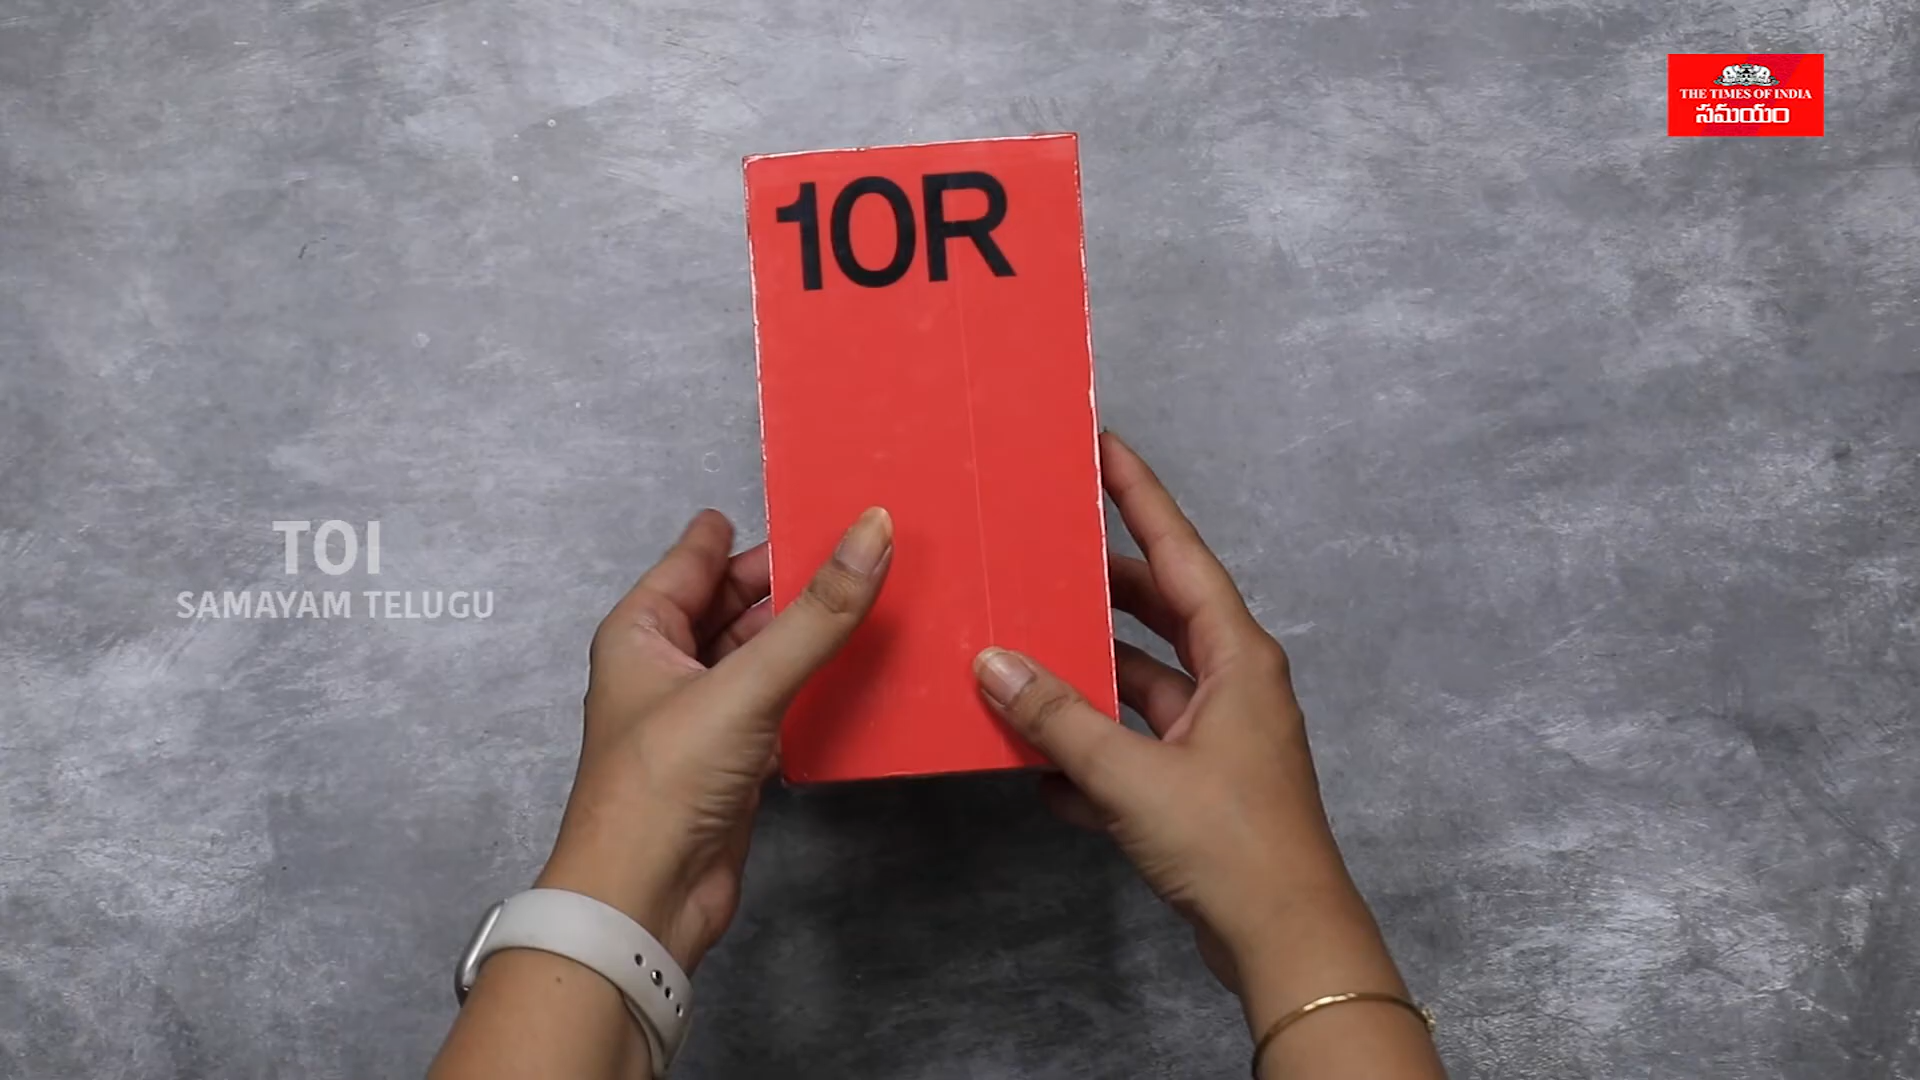 THE TIMES OF INDIA
సమయం
10R
TOI
SAMAYAM TELUGU